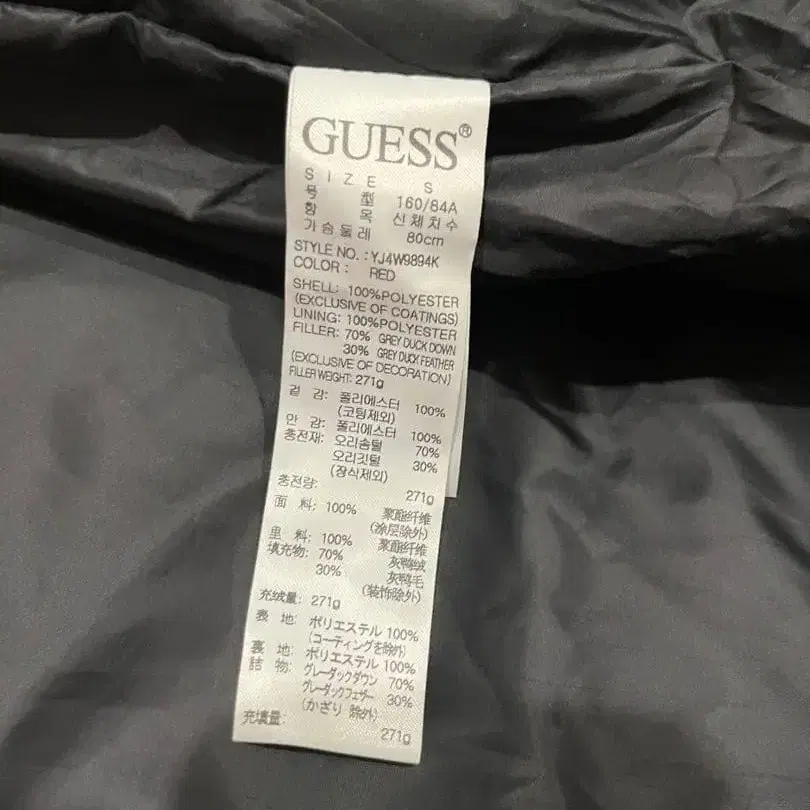 GUESS®
SIZE S
号型 160/84A
항목 신체치수
가슴둘레 80cm
STYLE NO. : YJ4W9894K
COLOR : RED
SHELL: 100%POLYESTER
(EXCLUSIVE OF COATINGS)
LINING: 100%POLYESTER
FILLER: 70% GREY DUCK DOWN
30% GREY DUCK FEATHER
(EXCLUSIVE OF DECORATION)
FILLER WEIGHT: 271g
겉감: 폴리에스터 100%
(코팅제외)
안감: 폴리에스터 100%
충전재: 오리솜털 70%
오리깃털 30%
(장식제외)
충전량: 271g
面料: 100% 聚酯纤维
(涂层除外)
里料: 100% 聚酯纤维
填充物: 70% 灰鸭绒
30% 灰鸭毛
(装饰除外)
充绒量: 271g
表地: ポリエステル 100%
(コーティングを除外)
裏地: ポリエステル 100%
詰物: グレーダックダウン 70%
グレーダックフェザー 30%
(かざり 除外)
充填量: 271g